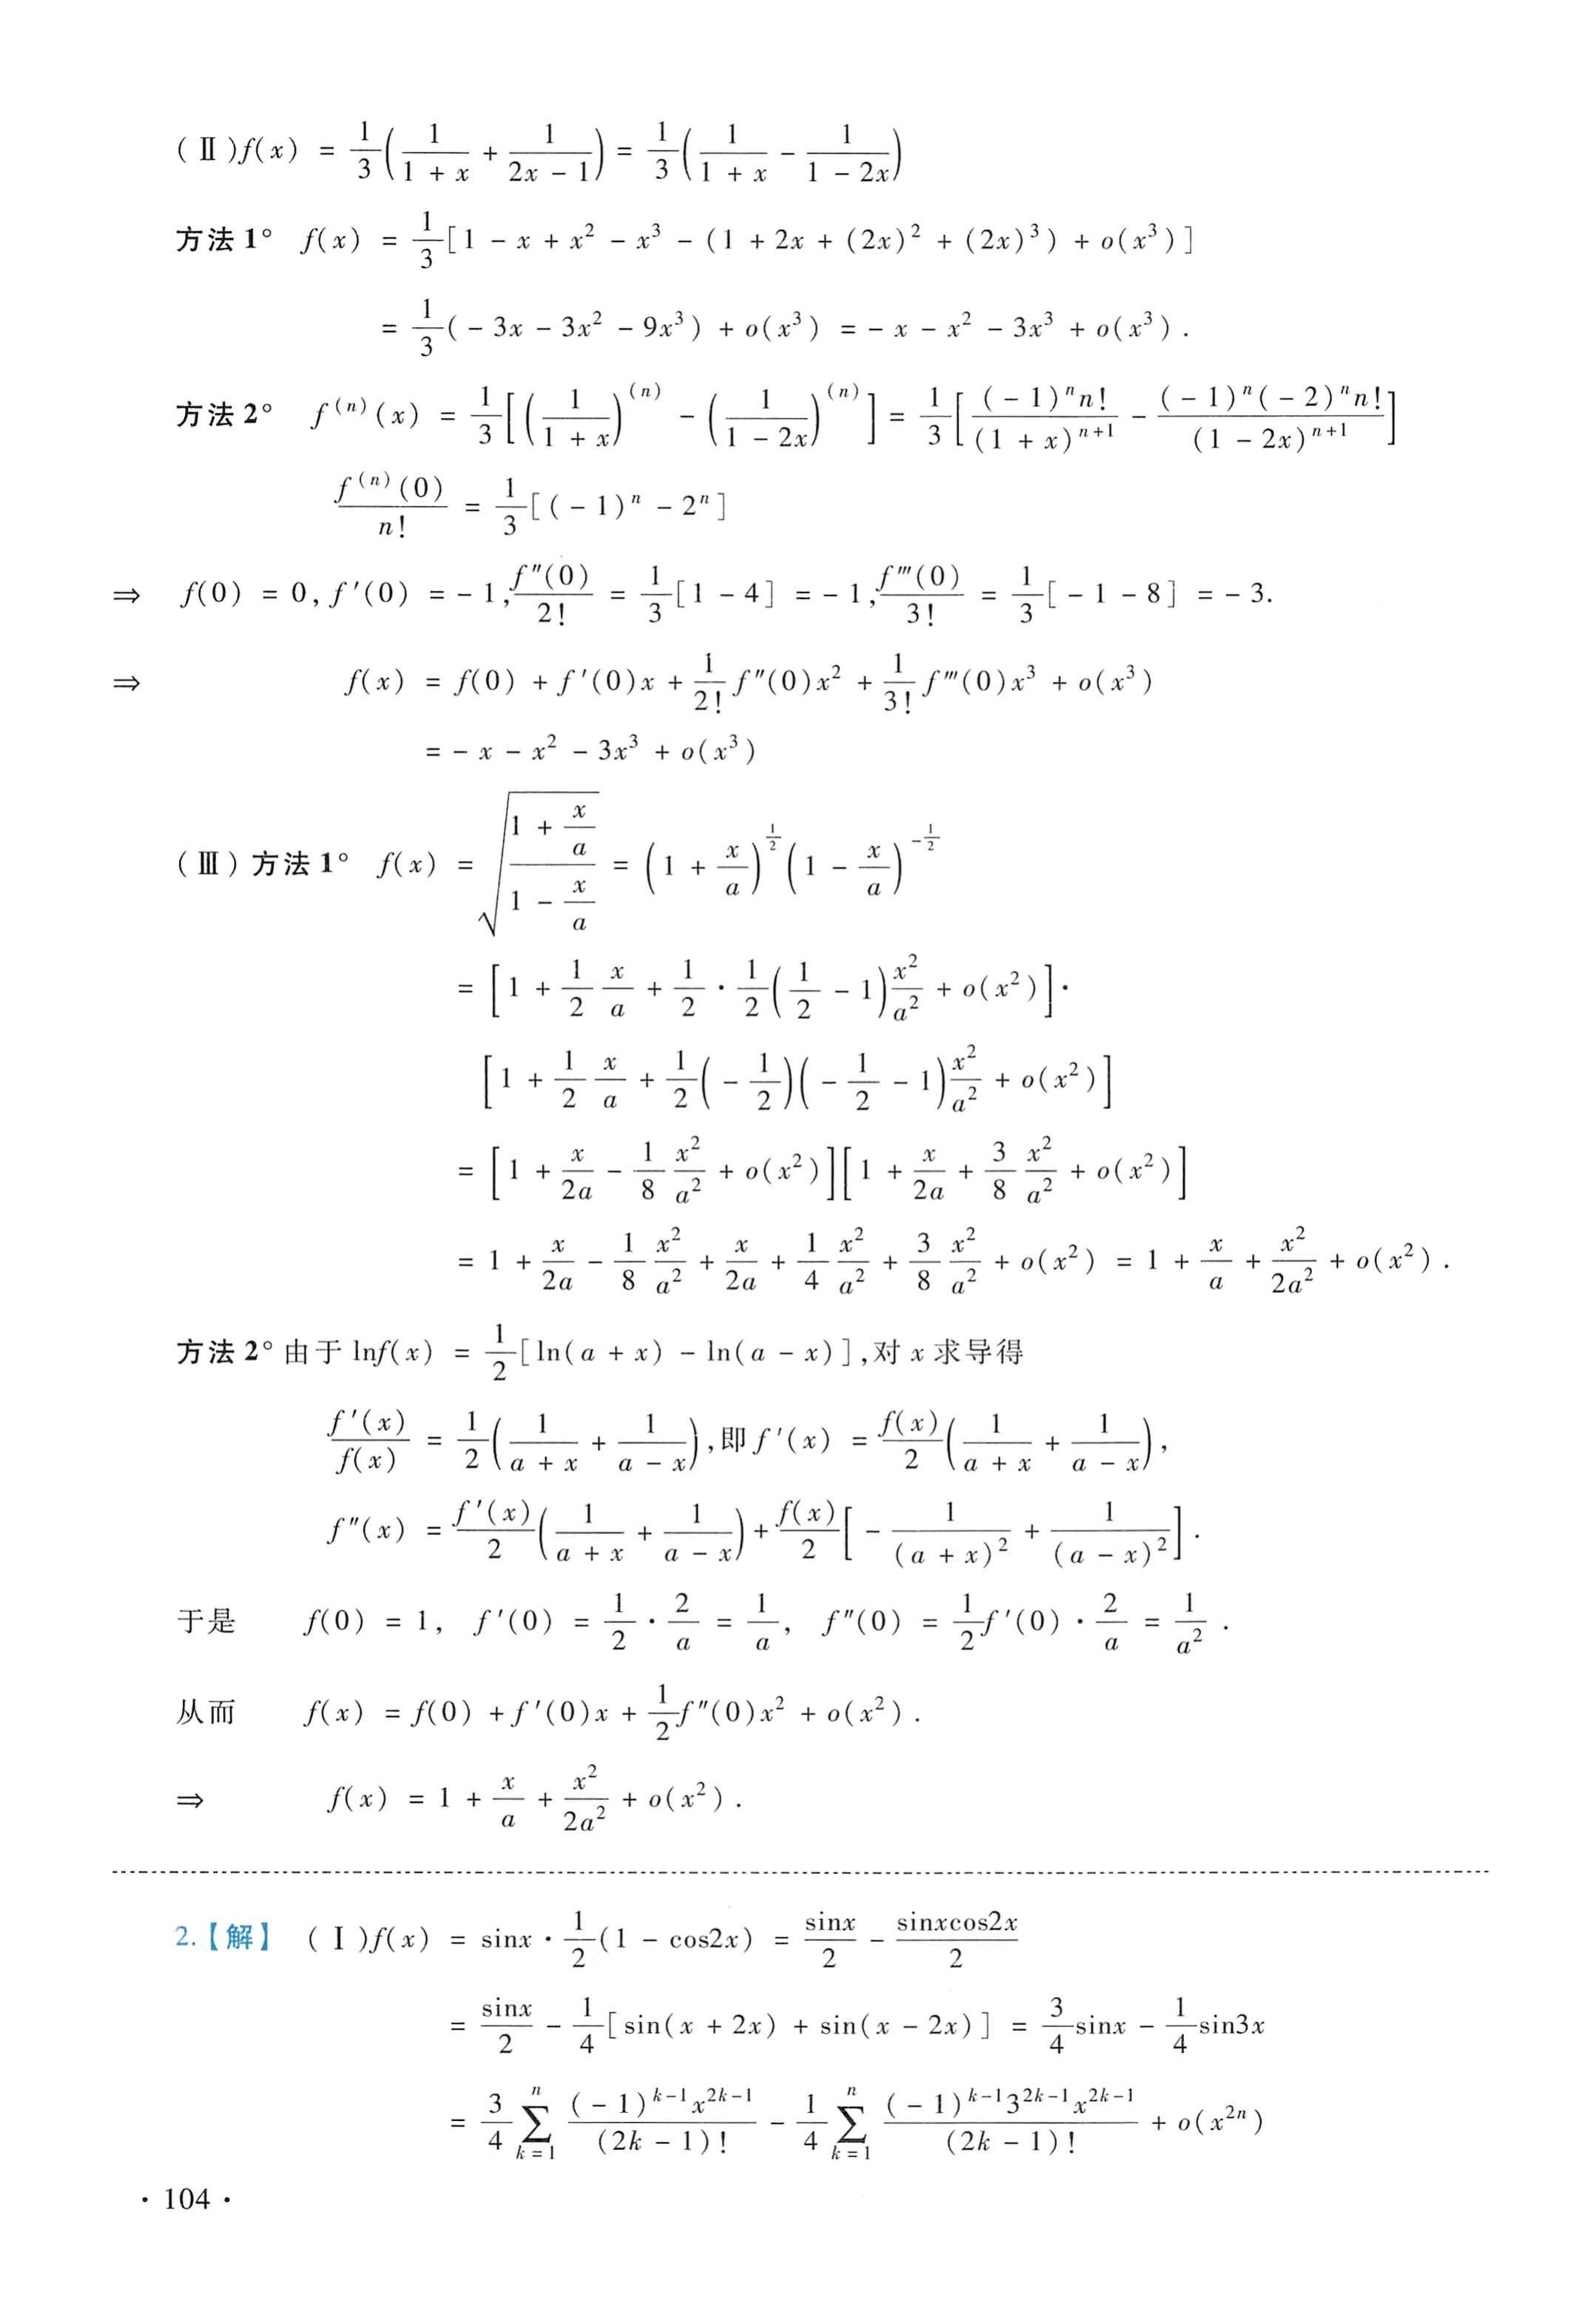 (Ⅱ)f(x) = \frac{1}{3}\left(\frac{1}{1+x} + \frac{1}{2x-1}\right) = \frac{1}{3}\left(\frac{1}{1+x} - \frac{1}{1-2x}\right)
方法1° f(x) = \frac{1}{3}[1 - x + x^2 - x^3 - (1 + 2x + (2x)^2 + (2x)^3) + o(x^3)]
= \frac{1}{3}(-3x - 3x^2 - 9x^3) + o(x^3) = -x - x^2 - 3x^3 + o(x^3).
方法2° f^{(n)}(x) = \frac{1}{3}\left[\left(\frac{1}{1+x}\right)^{(n)} - \left(\frac{1}{1-2x}\right)^{(n)}\right] = \frac{1}{3}\left[\frac{(-1)^n n!}{(1+x)^{n+1}} - \frac{(-1)^n(-2)^n n!}{(1-2x)^{n+1}}\right]
\frac{f^{(n)}(0)}{n!} = \frac{1}{3}[(-1)^n - 2^n]
⇒ f(0) = 0, f'(0) = -1, \frac{f''(0)}{2!} = \frac{1}{3}[1 - 4] = -1, \frac{f'''(0)}{3!} = \frac{1}{3}[-1 - 8] = -3.
⇒ f(x) = f(0) + f'(0)x + \frac{1}{2!}f''(0)x^2 + \frac{1}{3!}f'''(0)x^3 + o(x^3)
= -x - x^2 - 3x^3 + o(x^3)
(Ⅲ)方法1° f(x) = \sqrt{\frac{1+\frac{x}{a}}{1-\frac{x}{a}}} = \left(1 + \frac{x}{a}\right)^{\frac{1}{2}}\left(1 - \frac{x}{a}\right)^{-\frac{1}{2}}
= \left[1 + \frac{1}{2}\frac{x}{a} + \frac{1}{2}·\frac{1}{2}\left(\frac{1}{2} - 1\right)\frac{x^2}{a^2} + o(x^2)\right]·
\left[1 + \frac{1}{2}\frac{x}{a} + \frac{1}{2}\left(-\frac{1}{2}\right)\left(-\frac{1}{2} - 1\right)\frac{x^2}{a^2} + o(x^2)\right]
= \left[1 + \frac{x}{2a} - \frac{1}{8}\frac{x^2}{a^2} + o(x^2)\right]\left[1 + \frac{x}{2a} + \frac{3}{8}\frac{x^2}{a^2} + o(x^2)\right]
= 1 + \frac{x}{2a} - \frac{1}{8}\frac{x^2}{a^2} + \frac{x}{2a} + \frac{1}{4}\frac{x^2}{a^2} + \frac{3}{8}\frac{x^2}{a^2} + o(x^2) = 1 + \frac{x}{a} + \frac{x^2}{2a^2} + o(x^2).
方法2°由于 lnf(x) = \frac{1}{2}[ln(a + x) - ln(a - x)],对 x 求导得
\frac{f'(x)}{f(x)} = \frac{1}{2}\left(\frac{1}{a+x} + \frac{1}{a-x}\right),即 f'(x) = \frac{f(x)}{2}\left(\frac{1}{a+x} + \frac{1}{a-x}\right),
f''(x) = \frac{f'(x)}{2}\left(\frac{1}{a+x} + \frac{1}{a-x}\right) + \frac{f(x)}{2}\left[-\frac{1}{(a+x)^2} + \frac{1}{(a-x)^2}\right].
于是 f(0) = 1, f'(0) = \frac{1}{2}·\frac{2}{a} = \frac{1}{a}, f''(0) = \frac{1}{2}f'(0)·\frac{2}{a} = \frac{1}{a^2}.
从而 f(x) = f(0) + f'(0)x + \frac{1}{2}f''(0)x^2 + o(x^2).
⇒ f(x) = 1 + \frac{x}{a} + \frac{x^2}{2a^2} + o(x^2).
2.【解】 (Ⅰ)f(x) = sinx·\frac{1}{2}(1 - cos2x) = \frac{sinx}{2} - \frac{sinxcos2x}{2}
= \frac{sinx}{2} - \frac{1}{4}[sin(x + 2x) + sin(x - 2x)] = \frac{3}{4}sinx - \frac{1}{4}sin3x
= \frac{3}{4}\sum_{k=1}^{n}\frac{(-1)^{k-1}x^{2k-1}}{(2k-1)!} - \frac{1}{4}\sum_{k=1}^{n}\frac{(-1)^{k-1}3^{2k-1}x^{2k-1}}{(2k-1)!} + o(x^{2n})
· 104 ·